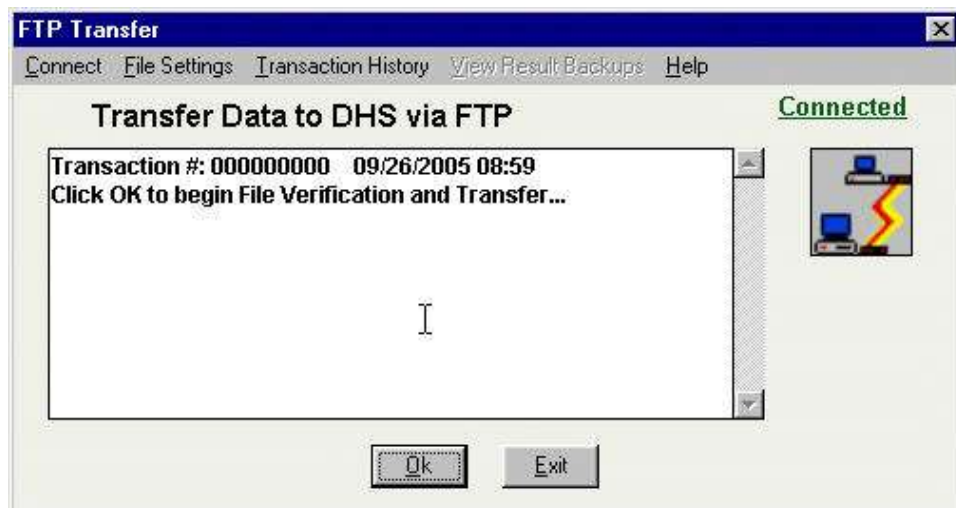 FTP Transfer
Connect File Settings Transaction History View Result Backups Help
Transfer Data to DHS via FTP
Connected
Transaction #: 000000000 09/26/2005 08:59
Click OK to begin File Verification and Transfer...
Ok Exit